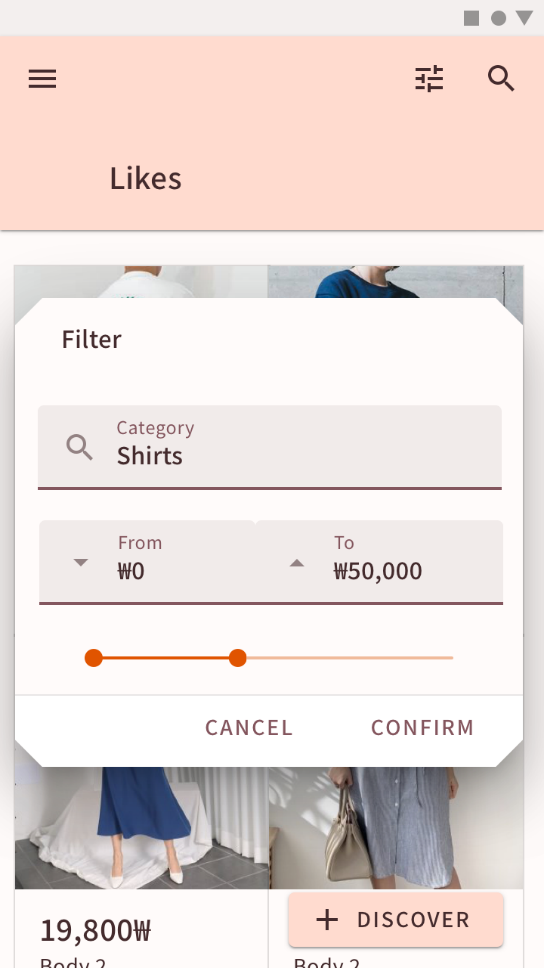 Likes
Filter
Category
Shirts
From
To
₩0
₩50,000
CANCEL
CONFIRM
19,800₩
DISCOVER
Body 2
Body 2